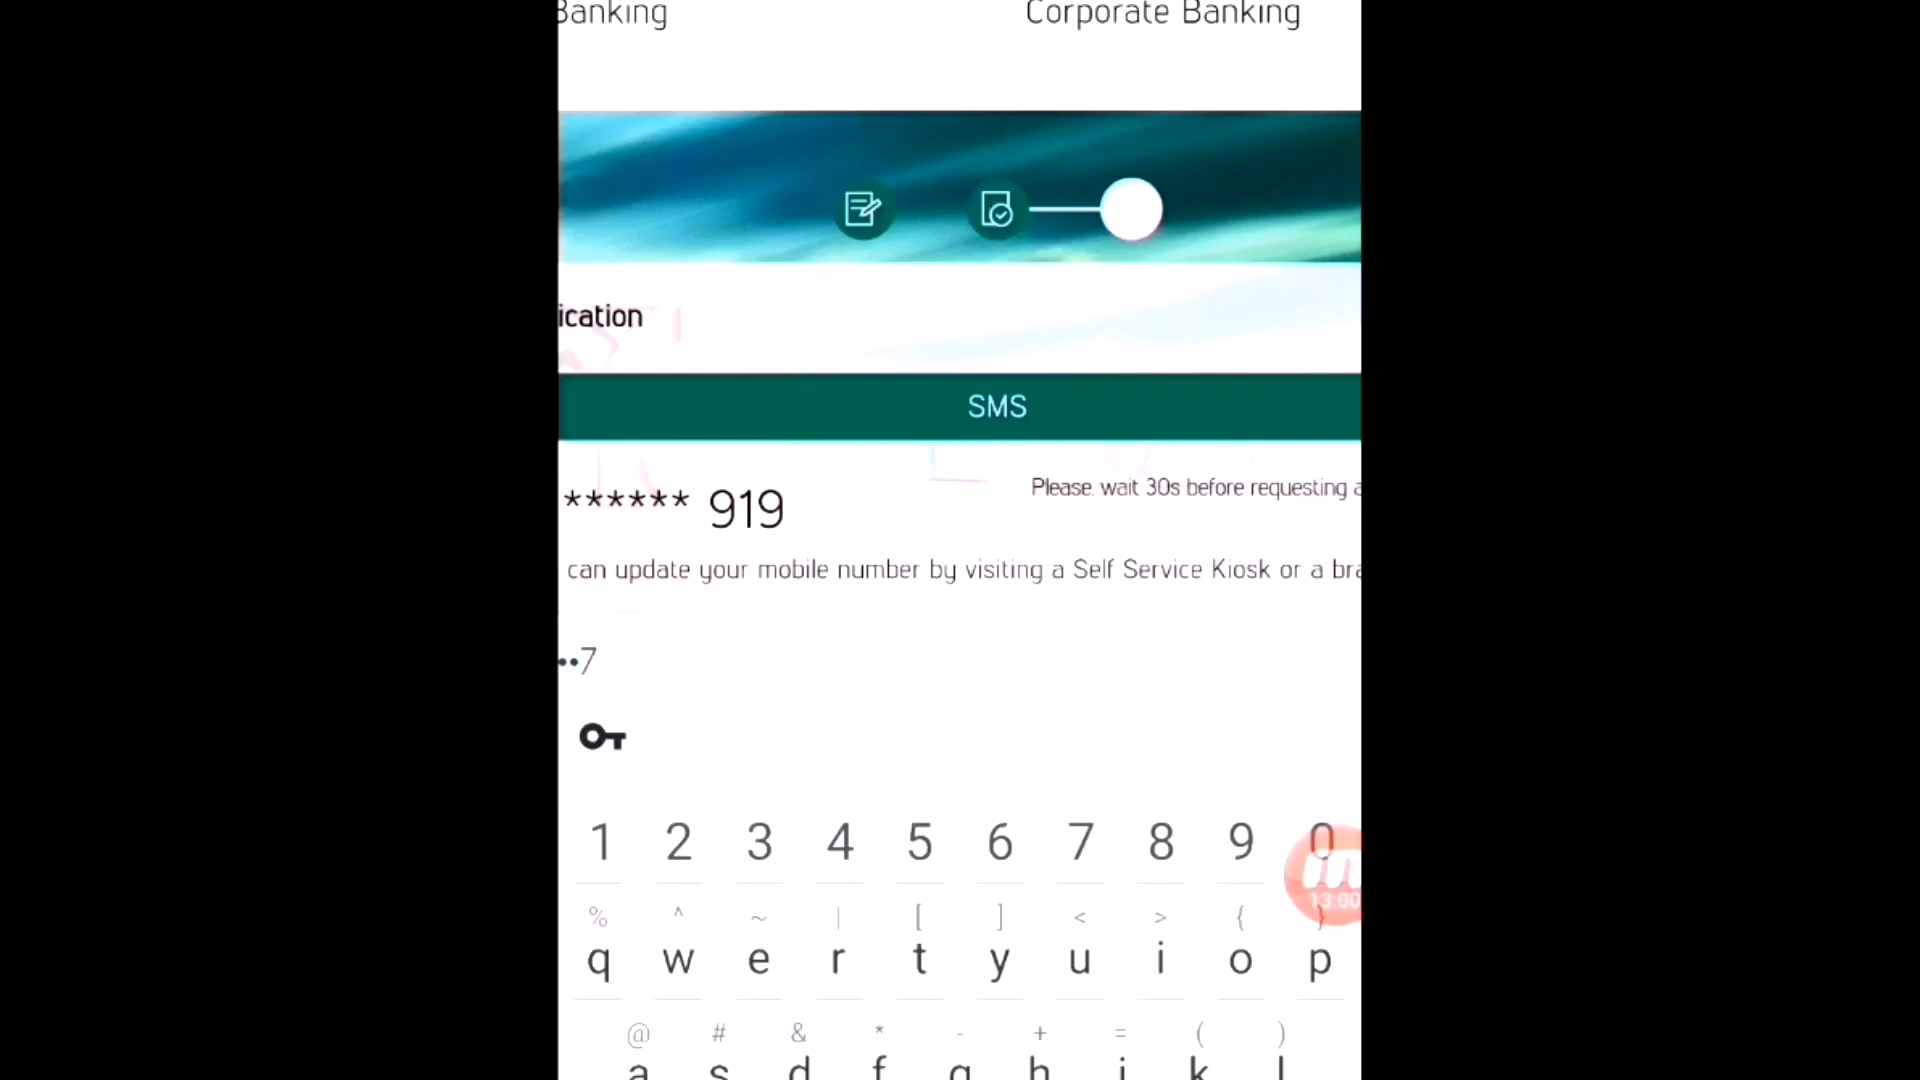 Banking
Corporate Banking
ication
SMS
****** 919
Please. wait 30s before requesting a
can update your mobile number by visiting a Self Service Kiosk or a bra
••7
1 2 3 4 5 6 7 8 9 0
% ^ ~ | [ ] < > { }
q w e r t y u i o p
13:00
@ # & * - + = ( )
a s d f g h j k l